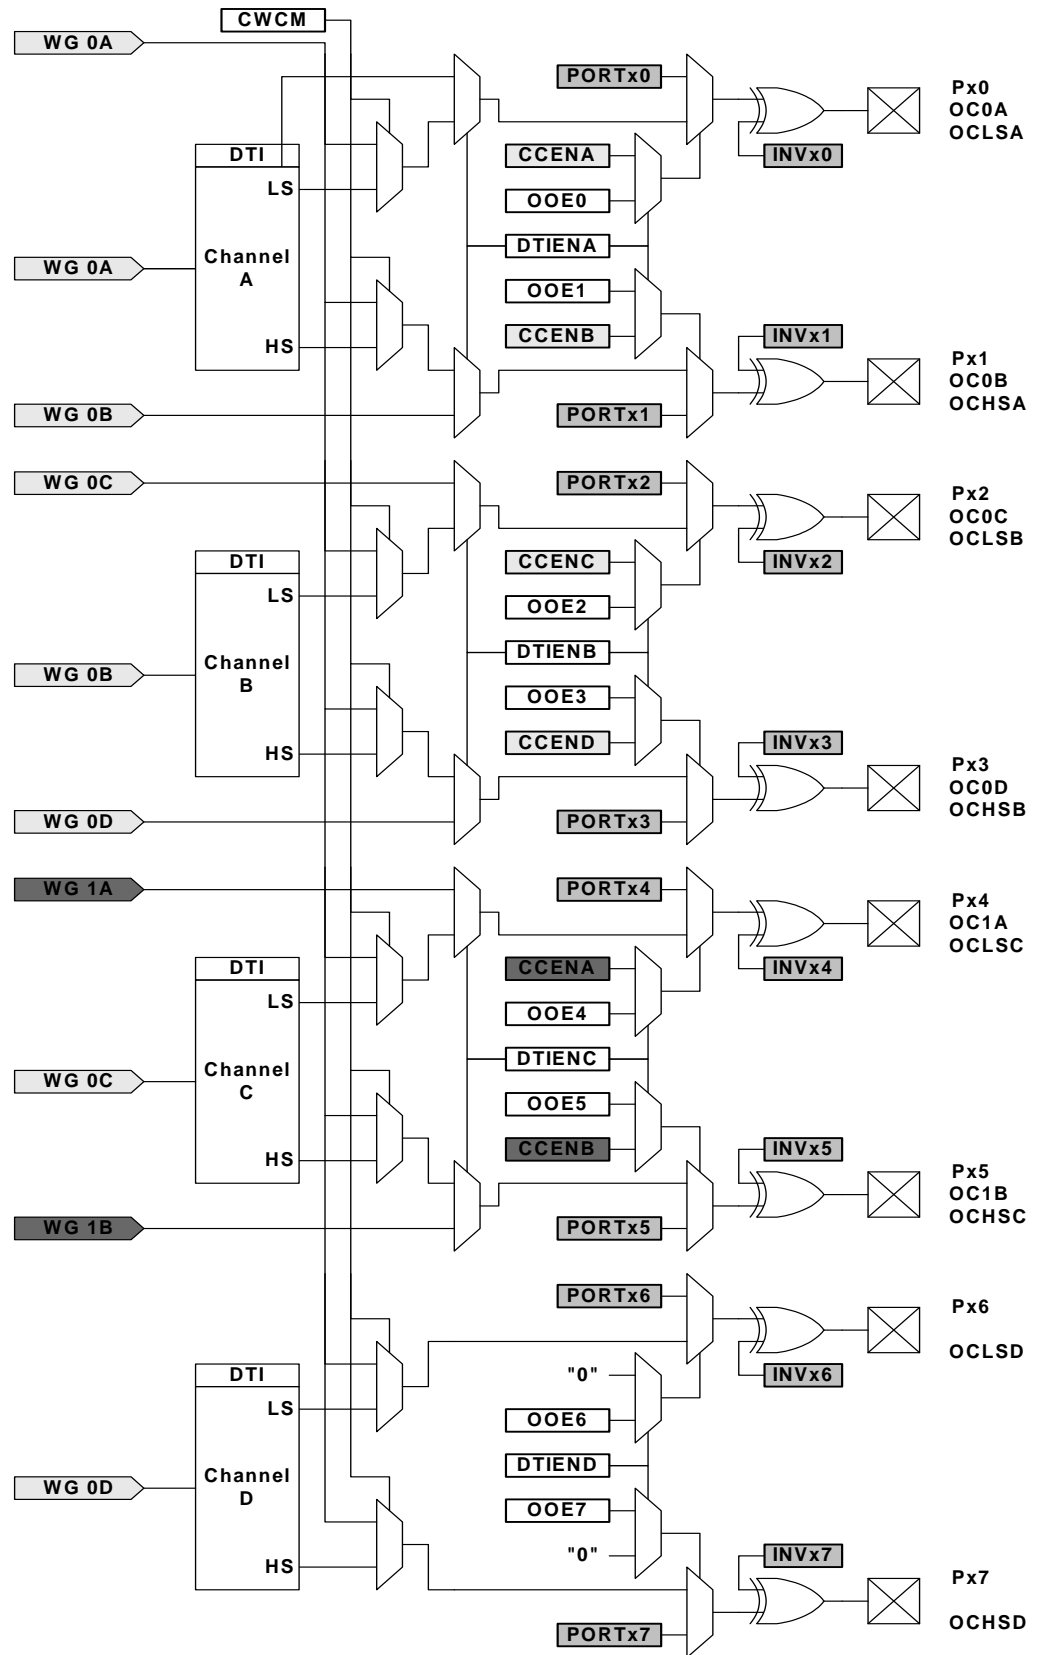 CWCM
WG 0A
PORTx0
Px0
OC0A
OCLSA
DTI
CCENA
INVx0
LS
OOE0
Channel
A
WG 0A
DTIENA
OOE1
HS
CCENB
INVx1
Px1
OC0B
OCHSA
WG 0B
PORTx1
WG 0C
PORTx2
Px2
OC0C
OCLSB
DTI
CCENC
INVx2
LS
OOE2
Channel
B
WG 0B
DTIENB
OOE3
HS
CCEND
INVx3
Px3
OC0D
OCHSB
WG 0D
PORTx3
WG 1A
PORTx4
Px4
OC1A
OCLSC
DTI
CCENA
INVx4
LS
OOE4
Channel
C
WG 0C
DTIENC
OOE5
HS
CCENB
INVx5
Px5
OC1B
OCHSC
WG 1B
PORTx5
PORTx6
Px6
OCLSD
DTI
"0"
INVx6
LS
OOE6
Channel
D
WG 0D
DTIEND
OOE7
HS
"0"
INVx7
Px7
OCHSD
PORTx7